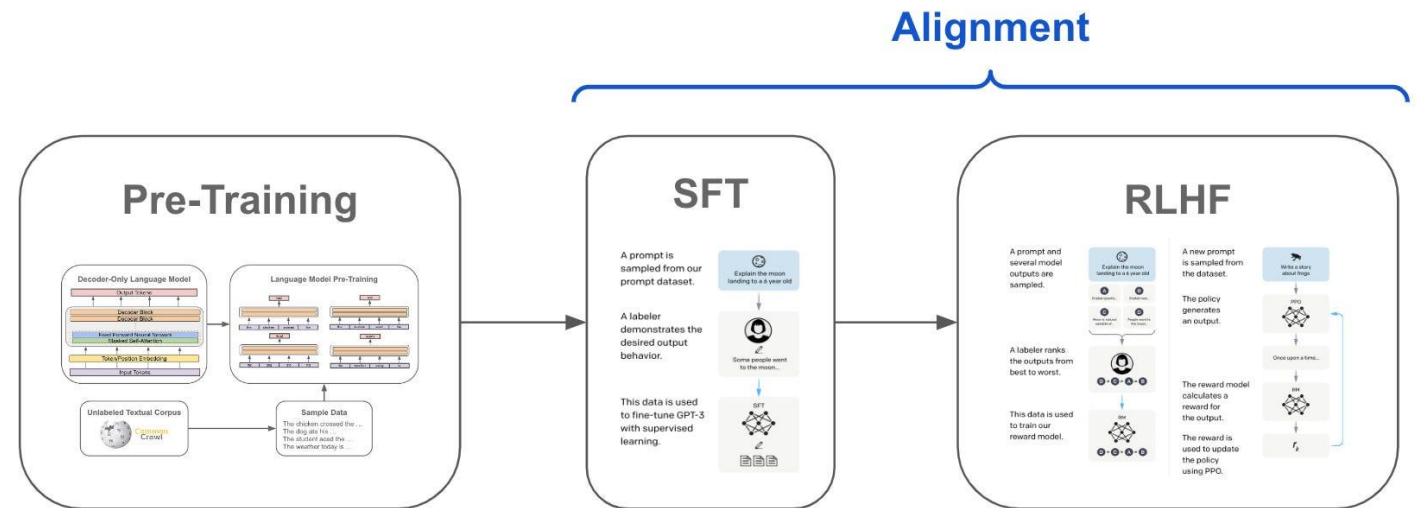 Alignment
Pre-Training
Decoder-Only Language Model
Output Tokens
Decoder Block
Decoder Block
Feed Forward Neural Network
Masked Self-Attention
Token/Position Embedding
Input Tokens
Language Model Pre-Training
Unlabeled Textual Corpus
Common
Crawl
Sample Data
The chicken crossed the ...
The dog ate his ...
The student aced the ...
The weather today is ...
SFT
A prompt is
sampled from our
prompt dataset.
Explain the moon
landing to a 6 year old
A labeler
demonstrates the
desired output
behavior.
Some people went
to the moon...
This data is used
to fine-tune GPT-3
with supervised
learning.
SFT
RLHF
A prompt and
several model
outputs are
sampled.
Explain the moon
landing to a 6 year old
A
B
C
D
A labeler ranks
the outputs from
best to worst.
D > C > A = B
This data is used
to train our
reward model.
RM
D > C > A = B
A new prompt
is sampled from
the dataset.
Write a story
about frogs
The policy
generates
an output.
PPO
Once upon a time...
The reward model
calculates a
reward for
the output.
RM
The reward is
used to update
the policy
using PPO.
rk